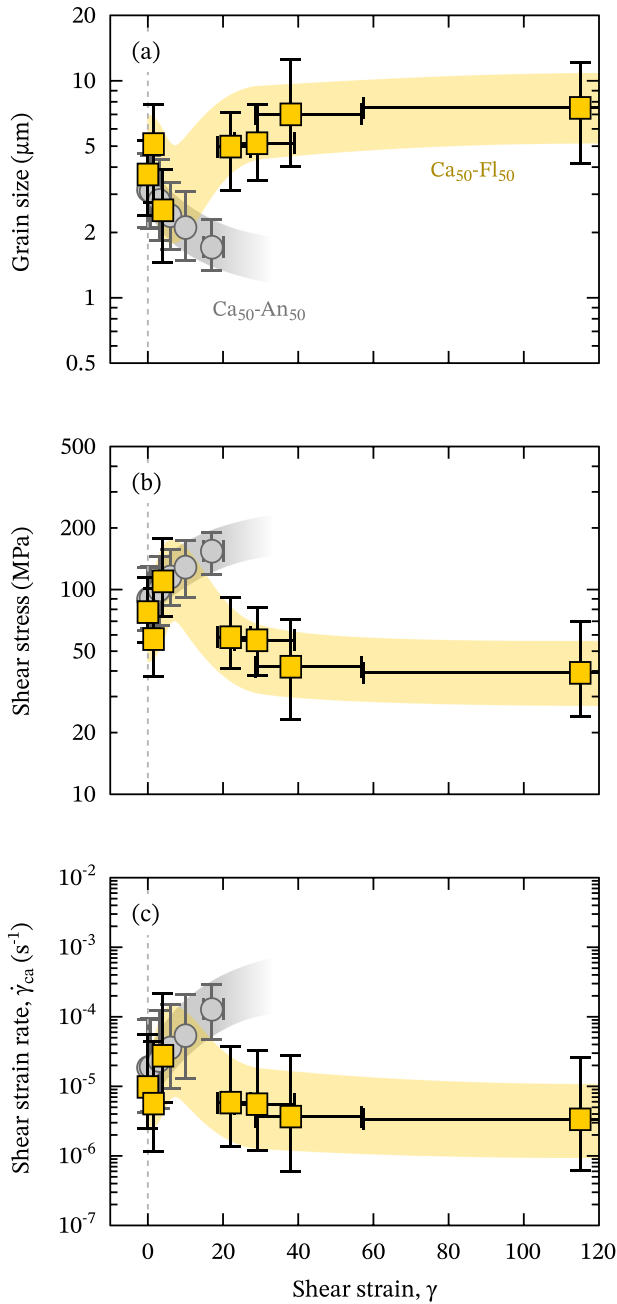 20
10
5
2
1
0.5
Grain size (μm)
(a)
Ca₅₀-Fl₅₀
Ca₅₀-An₅₀
500
200
100
50
20
10
Shear stress (MPa)
(b)
10⁻²
10⁻³
10⁻⁴
10⁻⁵
10⁻⁶
10⁻⁷
Shear strain rate, γ̇ca (s⁻¹)
(c)
0 20 40 60 80 100 120
Shear strain, γ